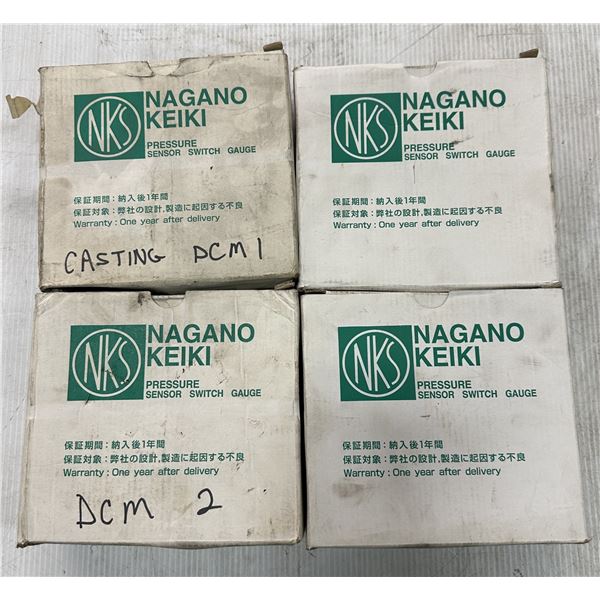 NKS
NAGANO
KEIKI
PRESSURE
SENSOR SWITCH GAUGE
保証期間：納入後1年間
保証対象：弊社の設計,製造に起因する不良
Warranty : One year after delivery
CASTING DCM 1
NKS
NAGANO
KEIKI
PRESSURE
SENSOR SWITCH GAUGE
保証期間：納入後1年間
保証対象：弊社の設計,製造に起因する不良
Warranty : One year after delivery
NKS
NAGANO
KEIKI
PRESSURE
SENSOR SWITCH GAUGE
保証期間：納入後1年間
保証対象：弊社の設計,製造に起因する不良
Warranty : One year after delivery
DCM 2
NKS
NAGANO
KEIKI
PRESSURE
SENSOR SWITCH GAUGE
保証期間：納入後1年間
保証対象：弊社の設計,製造に起因する不良
Warranty : One year after delivery